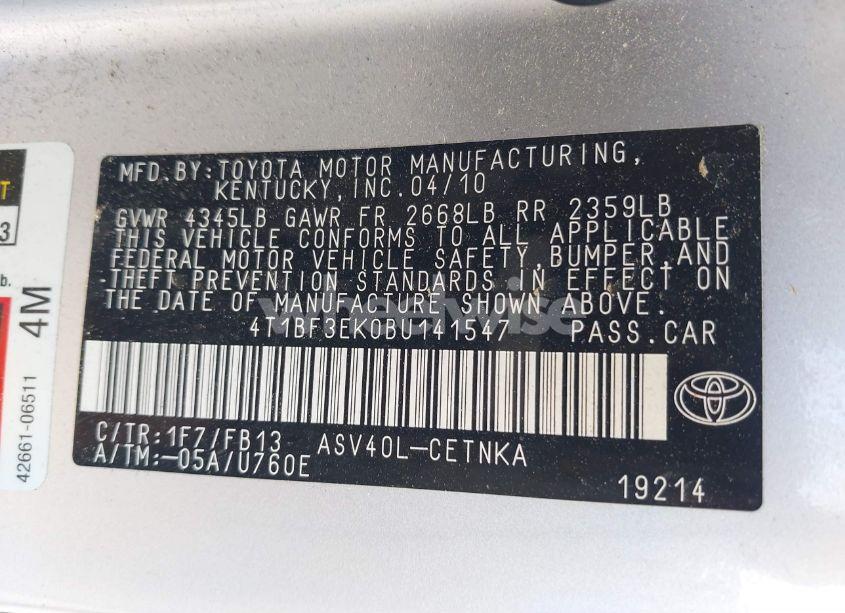 MFD. BY: TOYOTA MOTOR MANUFACTURING,
KENTUCKY, INC. 04/10
GVWR 4345LB GAWR FR 2668LB RR 2359LB
THIS VEHICLE CONFORMS TO ALL APPLICABLE
FEDERAL MOTOR VEHICLE SAFETY, BUMPER, AND
THEFT PREVENTION STANDARDS IN EFFECT ON
THE DATE OF MANUFACTURE SHOWN ABOVE.
4T1BF3EK0BU141547 PASS. CAR
C/TR: 1F7/FB13 ASV40L-CETNKA
A/TM: -05A/U760E
19214
wheelwise
4M
42661-06511
T
3
b.